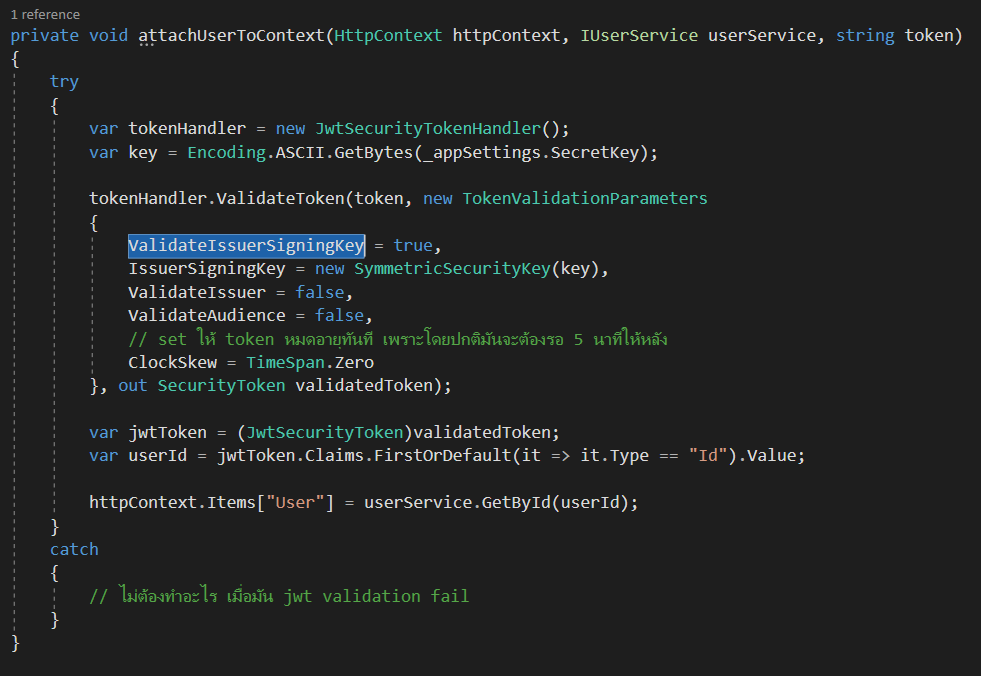 1 reference
private void attachUserToContext(HttpContext httpContext, IUserService userService, string token)
{
try
{
var tokenHandler = new JwtSecurityTokenHandler();
var key = Encoding.ASCII.GetBytes(_appSettings.SecretKey);
tokenHandler.ValidateToken(token, new TokenValidationParameters
{
ValidateIssuerSigningKey = true,
IssuerSigningKey = new SymmetricSecurityKey(key),
ValidateIssuer = false,
ValidateAudience = false,
// set ให้ token หมดอายุทันที เพราะโดยปกติมันจะต้องรอ 5 นาทีให้หลัง
ClockSkew = TimeSpan.Zero
}, out SecurityToken validatedToken);
var jwtToken = (JwtSecurityToken)validatedToken;
var userId = jwtToken.Claims.FirstOrDefault(it => it.Type == "Id").Value;
httpContext.Items["User"] = userService.GetById(userId);
}
catch
{
// ไม่ต้องทำอะไร เมื่อมัน jwt validation fail
}
}